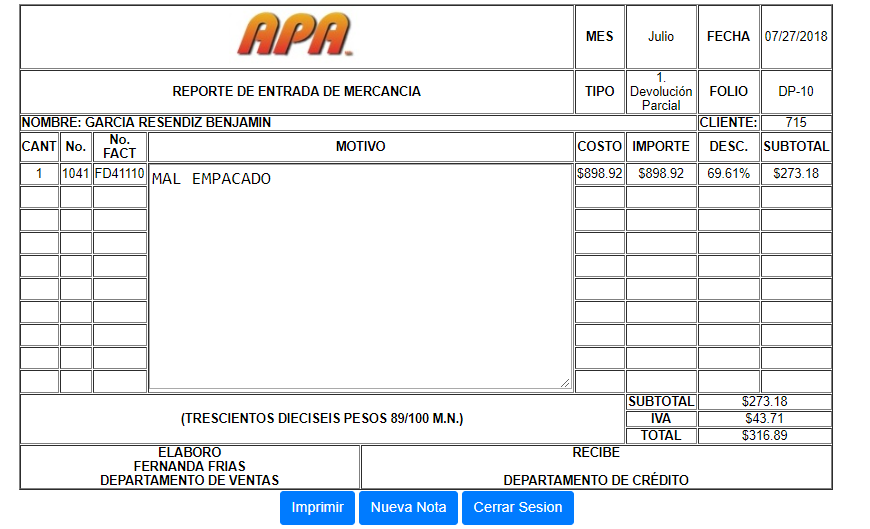 APA
MES Julio FECHA 07/27/2018
REPORTE DE ENTRADA DE MERCANCIA TIPO 1. Devolución Parcial FOLIO DP-10
NOMBRE: GARCIA RESENDIZ BENJAMIN CLIENTE: 715
CANT No. No. FACT MOTIVO COSTO IMPORTE DESC. SUBTOTAL
1 1041 FD41110 MAL EMPACADO $898.92 $898.92 69.61% $273.18
SUBTOTAL $273.18
(TRESCIENTOS DIECISEIS PESOS 89/100 M.N.) IVA $43.71
TOTAL $316.89
ELABORO RECIBE
FERNANDA FRIAS
DEPARTAMENTO DE VENTAS DEPARTAMENTO DE CRÉDITO
Imprimir Nueva Nota Cerrar Sesion